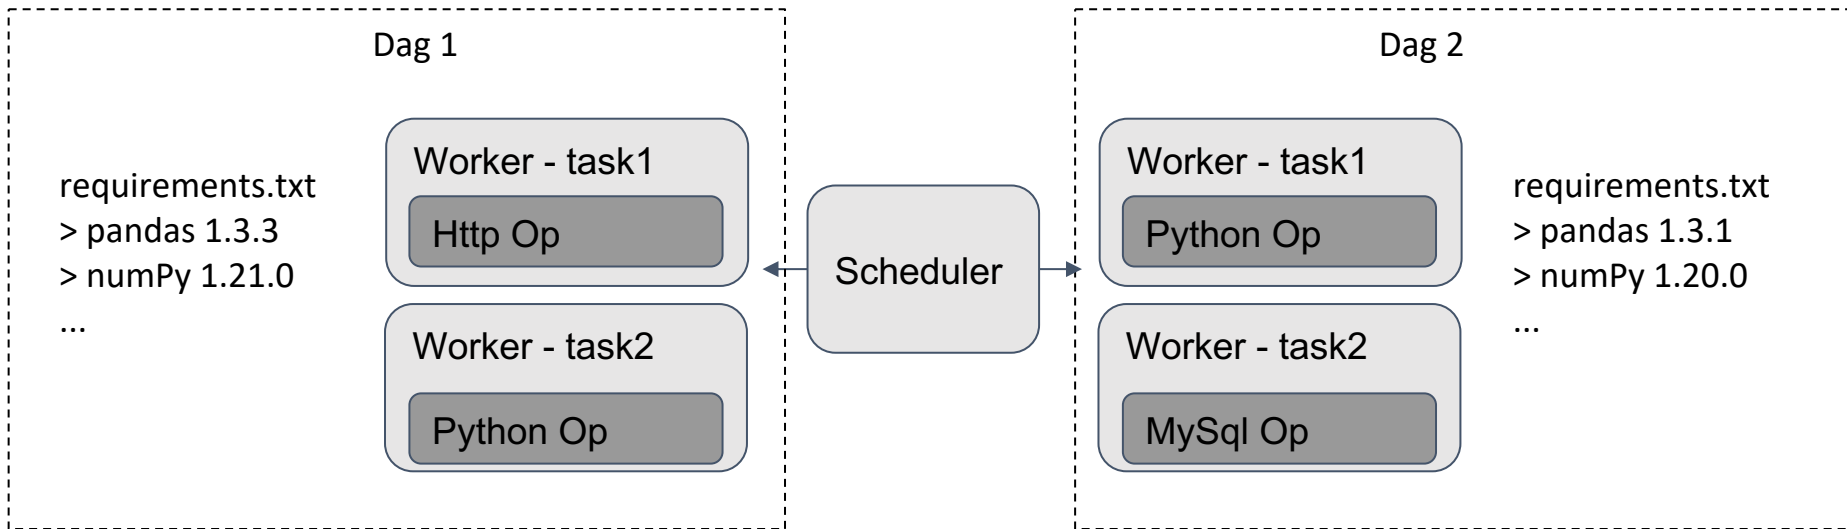 Dag 1
requirements.txt
> pandas 1.3.3
> numPy 1.21.0
...
Worker - task1
Http Op
Worker - task2
Python Op
Scheduler
Dag 2
Worker - task1
Python Op
Worker - task2
MySql Op
requirements.txt
> pandas 1.3.1
> numPy 1.20.0
...